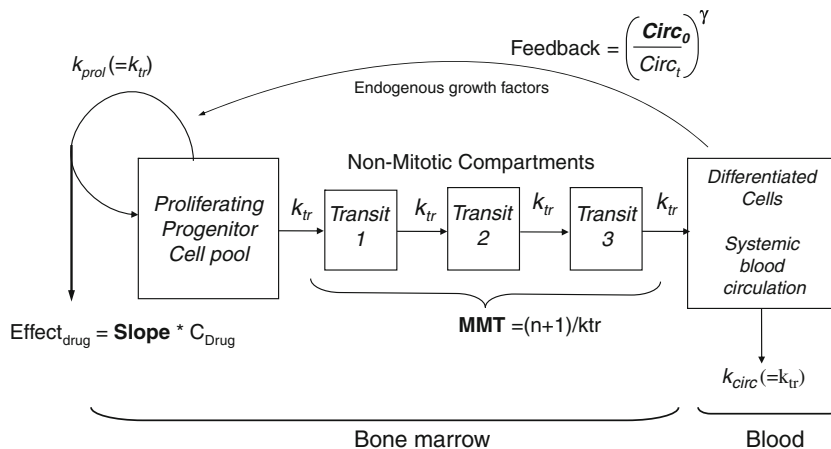 Feedback = (Circ0 / Circt)γ
kprol(=ktr)
Endogenous growth factors
Non-Mitotic Compartments
Proliferating
Progenitor
Cell pool
ktr
Transit
1
ktr
Transit
2
ktr
Transit
3
ktr
Differentiated
Cells
Systemic
blood
circulation
Effectdrug = Slope * CDrug
MMT =(n+1)/ktr
kcirc(=ktr)
Bone marrow
Blood